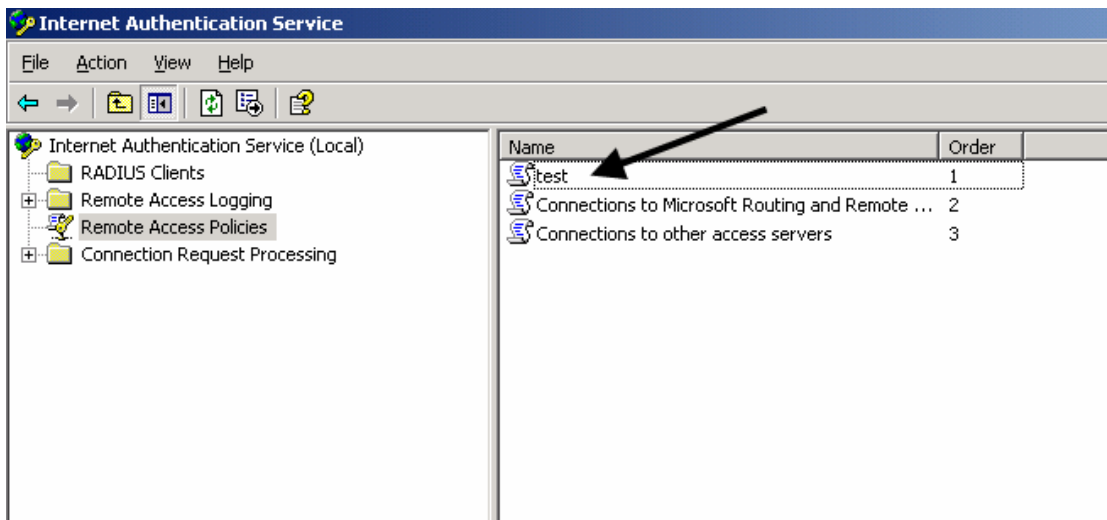 Internet Authentication Service
File Action View Help
Internet Authentication Service (Local)
RADIUS Clients
Remote Access Logging
Remote Access Policies
Connection Request Processing
Name Order
test 1
Connections to Microsoft Routing and Remote ... 2
Connections to other access servers 3